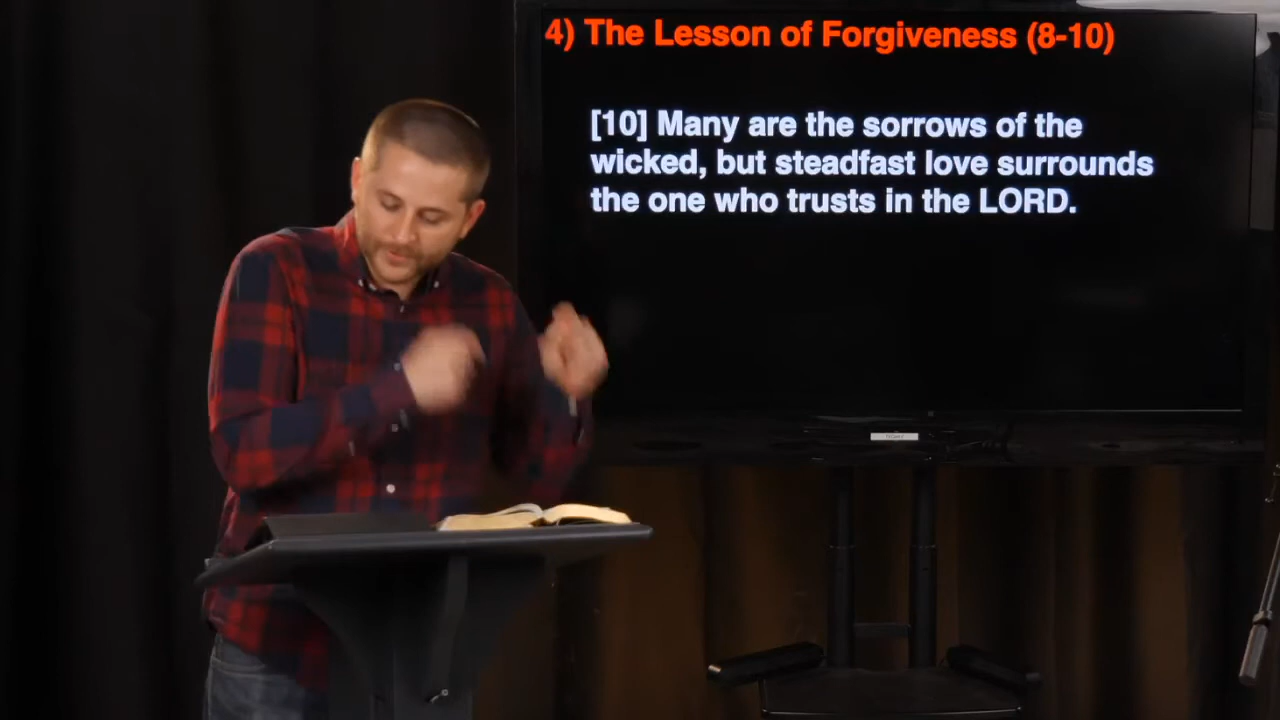 4) The Lesson of Forgiveness (8-10)
[10] Many are the sorrows of the
wicked, but steadfast love surrounds
the one who trusts in the LORD.